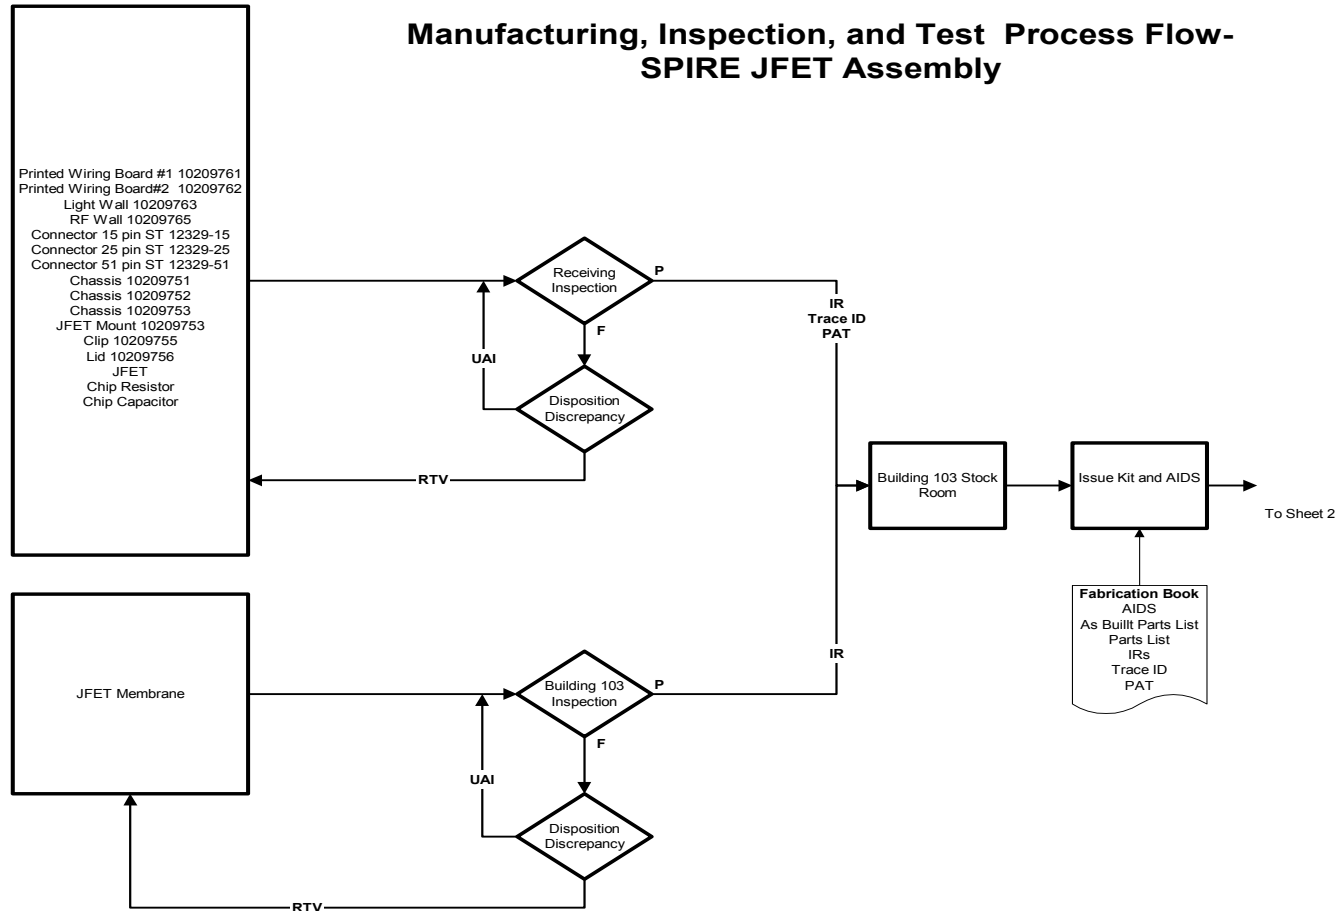 Manufacturing, Inspection, and Test  Process Flow-
SPIRE JFET Assembly
Printed Wiring Board #1 10209761
Printed Wiring Board#2  10209762
Light Wall 10209763
RF Wall 10209765
Connector 15 pin ST 12329-15
Connector 25 pin ST 12329-25
Connector 51 pin ST 12329-51
Chassis 10209751
Chassis 10209752
Chassis 10209753
JFET Mount 10209753
Clip 10209755
Lid 10209756
JFET
Chip Resistor
Chip Capacitor
Receiving
Inspection
P
F
UAI
Disposition
Discrepancy
RTV
IR
Trace ID
PAT
Building 103 Stock
Room
Issue Kit and AIDS
To Sheet 2
Fabrication Book
AIDS
As Buillt Parts List
Parts List
IRs
Trace ID
PAT
IR
JFET Membrane
Building 103
Inspection
P
F
UAI
Disposition
Discrepancy
RTV